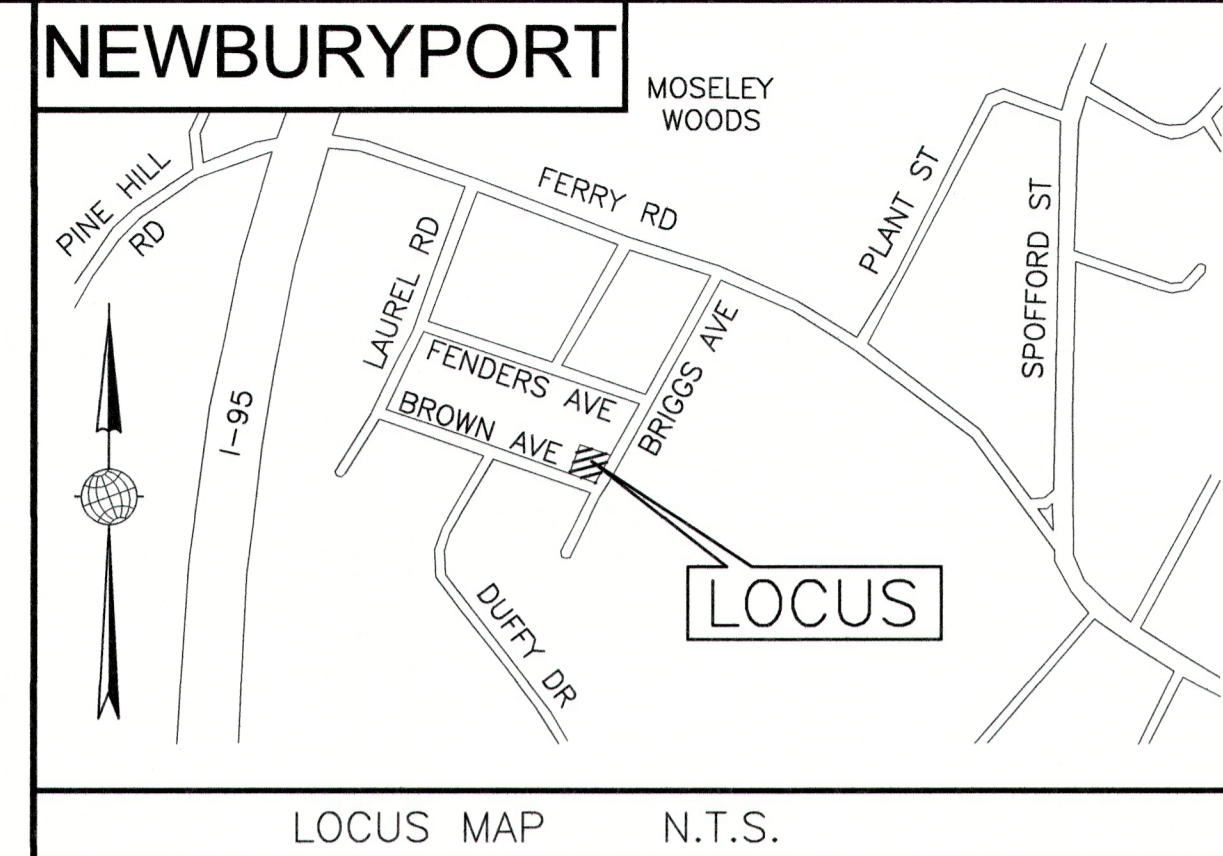 NEWBURYPORT
MOSELEY
WOODS
PINE HILL
RD
FERRY RD
PLANT ST
SPOFFORD ST
LAUREL RD
FENDERS AVE
BRIGGS AVE
BROWN AVE
I-95
LOCUS
DUFFY DR
LOCUS MAP N.T.S.